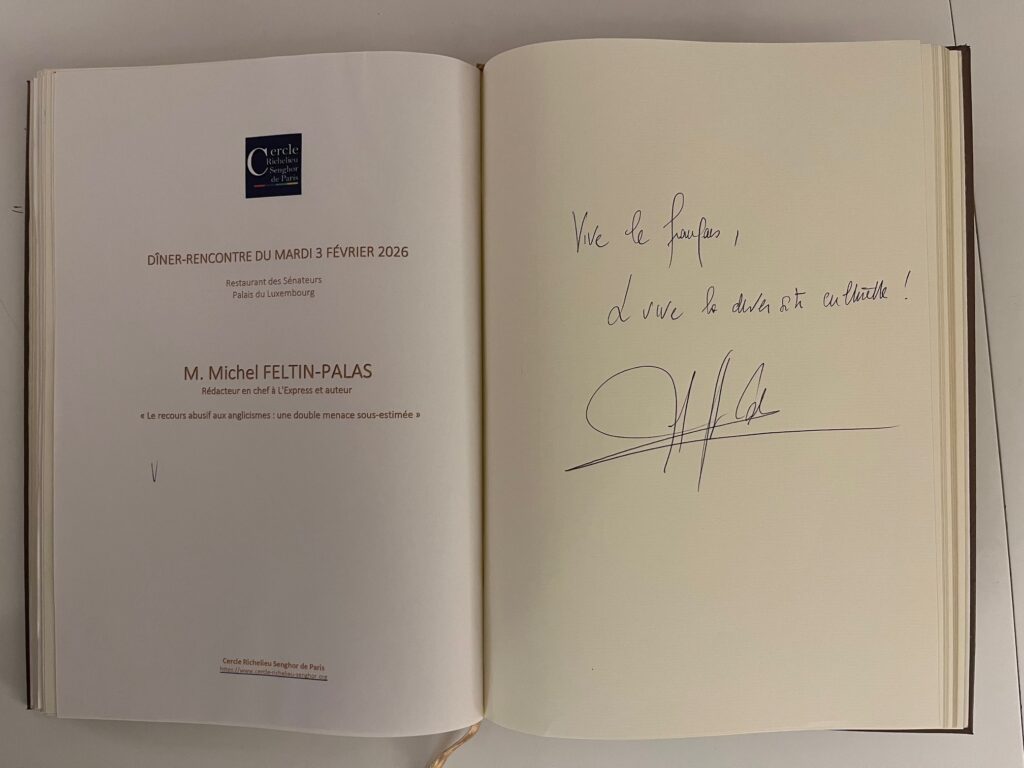 Cercle
Richelieu
Senghor
de Paris
DÎNER-RENCONTRE DU MARDI 3 FÉVRIER 2026
Restaurant des Sénateurs
Palais du Luxembourg
M. Michel FELTIN-PALAS
Rédacteur en chef à L'Express et auteur
« Le recours abusif aux anglicismes : une double menace sous-estimée »
V
Cercle Richelieu Senghor de Paris
https://www.cercle-richelieu-senghor.org
Vive le français,
& vive la diversité culturelle !